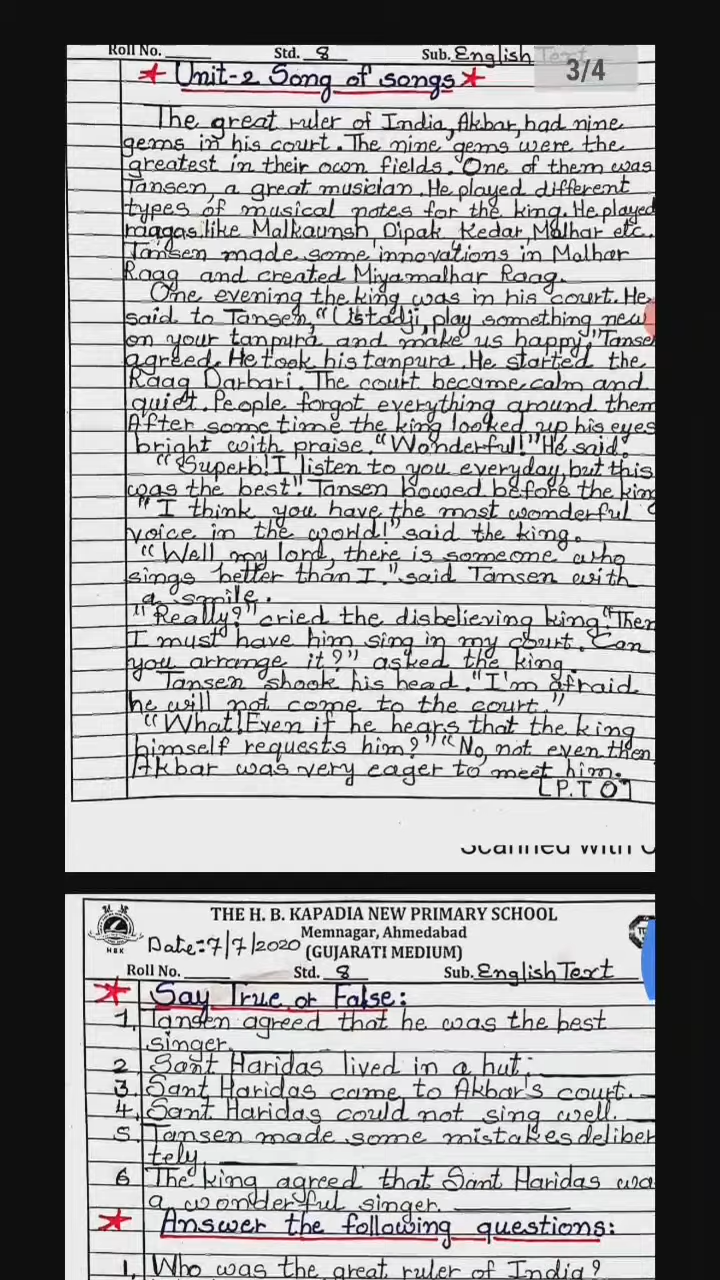 Roll No. Std. 8 Sub. English Text
3/4
* Unit-2 Song of songs *
The great ruler of India, Akbar, had nine
gems in his court. The nine gems were the
greatest in their ocon fields. One of them was
Tansen, a great musician. He played different
types of musical notes for the king. He played
raagas like Malkaunsh, Dipak Kedar, Malhar etc.
Tansen made some innovations in Malhar
Raag and created Miyamalhar Raag.
One evening the king was in his court. He
said to Tansen, "Ustadji, play something new
on your tanpura and make us happy," Tansen
agreed. He took his tanpura. He started the
Raag Darbari. The court became calm and
quiet. People forgot everything around them
After some time the king looked up his eyes
bright with praise. "Wonderful!" He said.
"Superb! I listen to you everyday, but this
was the best". Tansen bowed before the king
"I think you have the most wonderful
voice in the world!" said the king.
"Well my lord, there is someone who
sings better than I." said Tansen with
a smile.
"Really?" cried the disbelieving king "Then
I must have him sing in my court. Can
you arrange it?" asked the king.
Tansen shook his head. "I'm afraid
he will not come to the court."
"What! Even if he hears that the king
himself requests him?" "No, not even then
Akbar was very eager to meet him.
[P.T O]
Scanned with C
THE H. B. KAPADIA NEW PRIMARY SCHOOL
Memnagar, Ahmedabad
Date:- 7/7/2020 (GUJARATI MEDIUM)
H B K
Roll No. Std. 8 Sub. English Text
* Say True or False:
1. Tansen agreed that he was the best
singer.
2 Sant Haridas lived in a hut.
3. Sant Haridas came to Akbar's court.
4. Sant Haridas could not sing well.
5. Tansen made some mistakes deliber
tely
6 The king agreed that Sant Haridas wa
a wonderful singer.
* Answer the following questions:
1. Who was the great ruler of India?